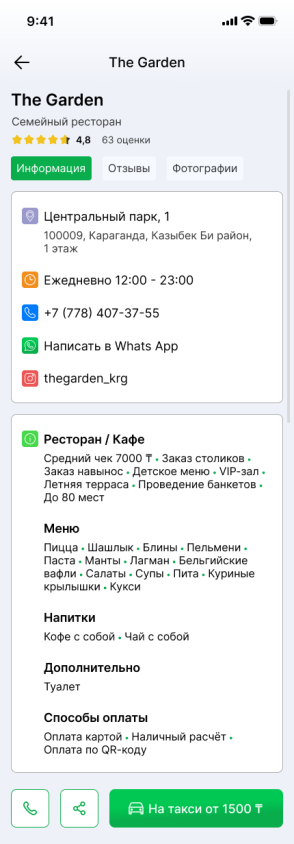 9:41
The Garden
The Garden
Семейный ресторан
4,8 63 оценки
Информация Отзывы Фотографии
Центральный парк, 1
100009, Караганда, Казыбек Би район,
1 этаж
Ежедневно 12:00 - 23:00
+7 (778) 407-37-55
Написать в Whats App
thegarden_krg
Ресторан / Кафе
Средний чек 7000 ₸ • Заказ столиков •
Заказ навынос • Детское меню • VIP-зал •
Летняя терраса • Проведение банкетов •
До 80 мест
Меню
Пицца • Шашлык • Блины • Пельмени •
Паста • Манты • Лагман • Бельгийские
вафли • Салаты • Супы • Пита • Куриные
крылышки • Кукси
Напитки
Кофе с собой • Чай с собой
Дополнительно
Туалет
Способы оплаты
Оплата картой • Наличный расчёт •
Оплата по QR-коду
На такси от 1500 ₸